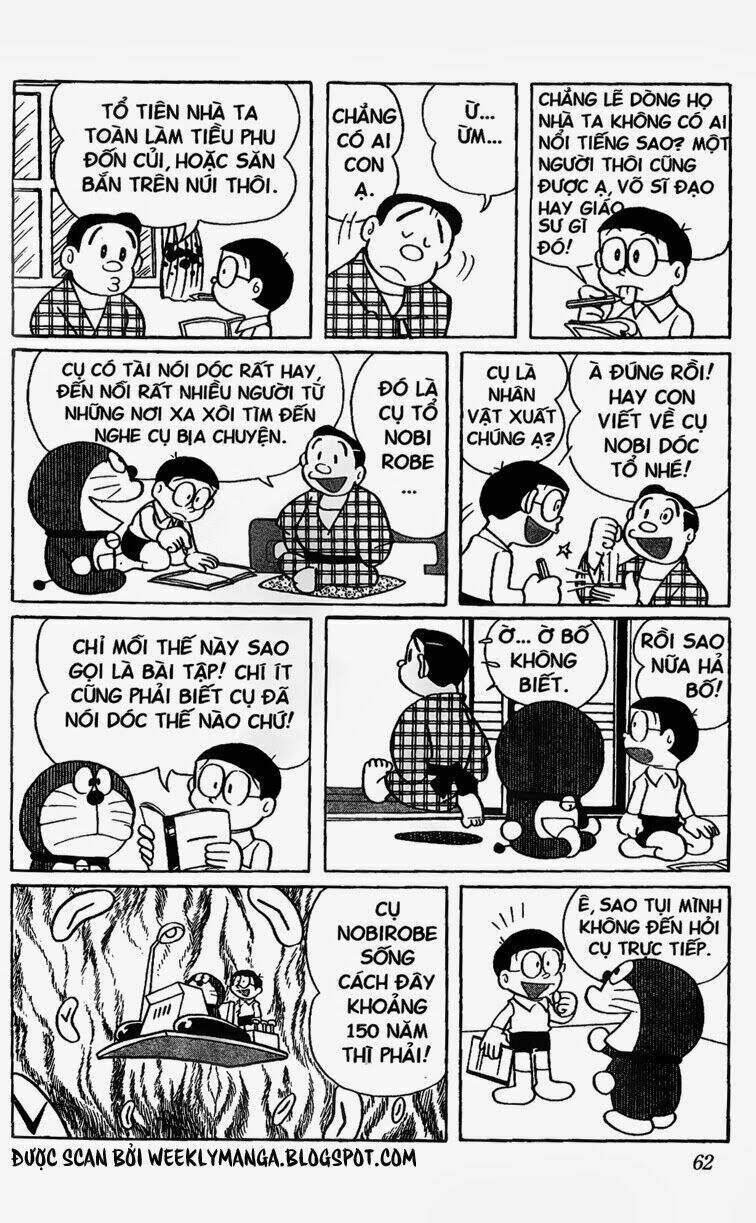 CHẲNG LẼ DÒNG HỌ
NHÀ TA KHÔNG CÓ AI
NỔI TIẾNG SAO? MỘT
NGƯỜI THÔI CŨNG
ĐƯỢC Ạ, VÕ SĨ ĐẠO
HAY GIÁO
SƯ GÌ
ĐÓ!
Ừ...
ỪM...
CHẲNG
CÓ AI
CON
Ạ.
TỔ TIÊN NHÀ TA
TOÀN LÀM TIỀU PHU
ĐỐN CỦI, HOẶC SĂN
BẮN TRÊN NÚI THÔI.
À ĐÚNG RỒI!
HAY CON
VIẾT VỀ CỤ
NOBI DÓC
TỔ NHÉ!
CỤ LÀ
NHÂN
VẬT XUẤT
CHÚNG Ạ?
ĐÓ LÀ
CỤ TỔ
NOBI
ROBE
...
CỤ CÓ TÀI NÓI DÓC RẤT HAY,
ĐẾN NỔI RẤT NHIỀU NGƯỜI TỪ
NHỮNG NƠI XA XÔI TÌM ĐẾN
NGHE CỤ BỊA CHUYỆN.
RỒI SAO
NỮA HẢ
BỐ!
Ờ... Ờ BỐ
KHÔNG
BIẾT.
CHỈ MỖI THẾ NÀY SAO
GỌI LÀ BÀI TẬP! CHÍ ÍT
CŨNG PHẢI BIẾT CỤ ĐÃ
NÓI DÓC THẾ NÀO CHỨ!
Ê, SAO TỤI MÌNH
KHÔNG ĐẾN HỎI
CỤ TRỰC TIẾP.
CỤ
NOBIROBE
SỐNG
CÁCH ĐÂY
KHOẢNG
150 NĂM
THÌ PHẢI!
ĐƯỢC SCAN BỞI WEEKLYMANGA.BLOGSPOT.COM
62